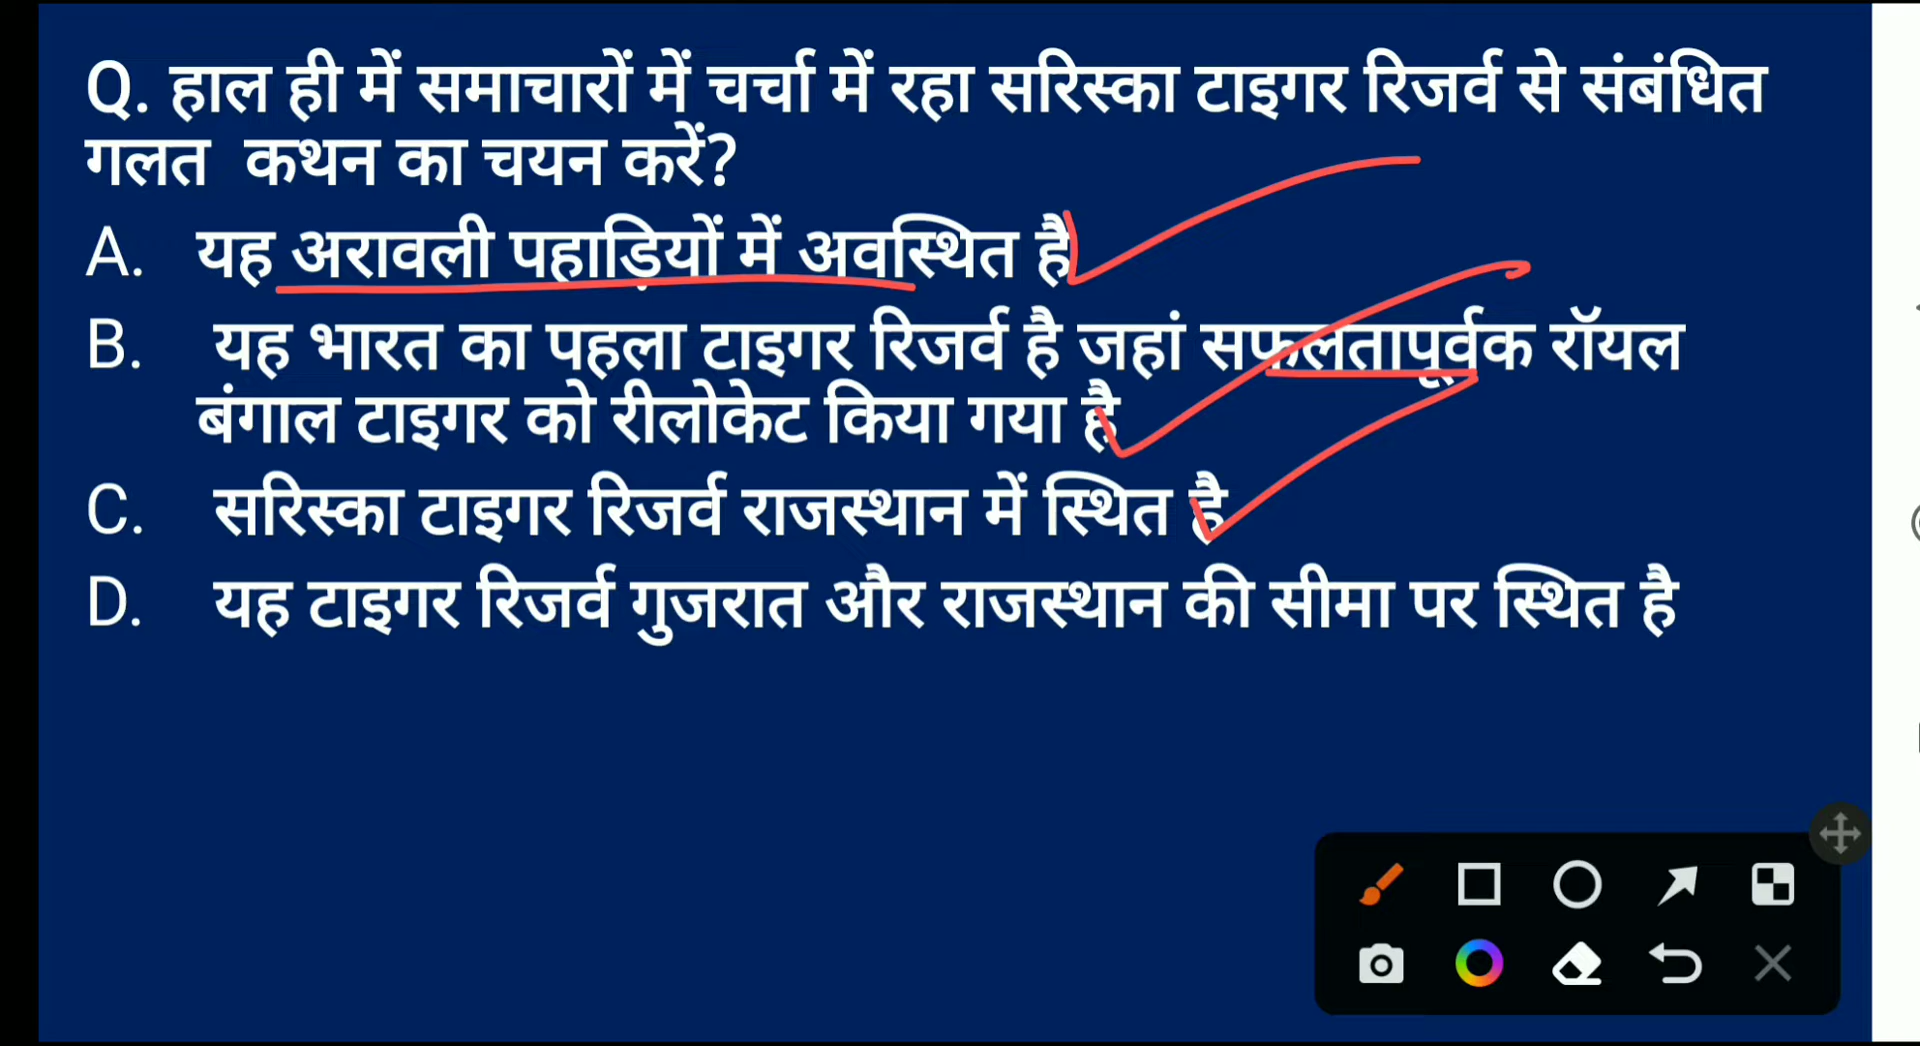 Q. हाल ही में समाचारों में चर्चा में रहा सरिस्का टाइगर रिजर्व से संबंधित
गलत कथन का चयन करें?
A. यह अरावली पहाड़ियों में अवस्थित है
B. यह भारत का पहला टाइगर रिजर्व है जहां सफलतापूर्वक रॉयल
बंगाल टाइगर को रीलोकेट किया गया है
C. सरिस्का टाइगर रिजर्व राजस्थान में स्थित है
D. यह टाइगर रिजर्व गुजरात और राजस्थान की सीमा पर स्थित है